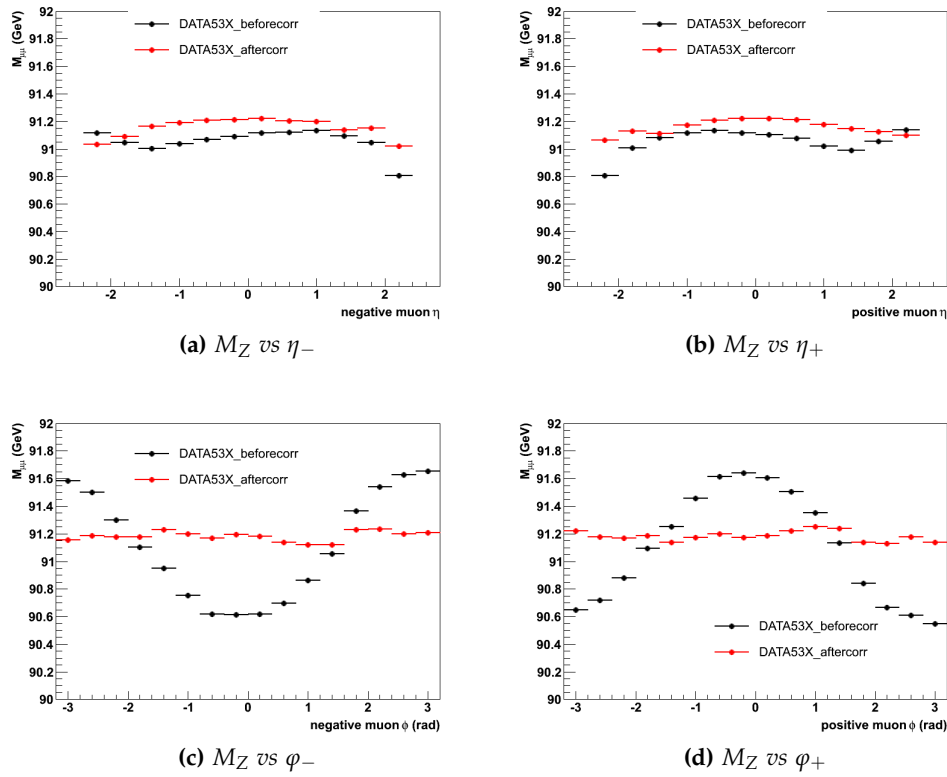 M_μμ (GeV)
92
91.8
91.6
91.4
91.2
91
90.8
90.6
90.4
90.2
90
DATA53X_beforecorr
DATA53X_aftercorr
-2 -1 0 1 2
negative muon η
(a) M_Z vs η−
M_μμ (GeV)
92
91.8
91.6
91.4
91.2
91
90.8
90.6
90.4
90.2
90
DATA53X_beforecorr
DATA53X_aftercorr
-2 -1 0 1 2
positive muon η
(b) M_Z vs η+
M_μμ (GeV)
92
91.8
91.6
91.4
91.2
91
90.8
90.6
90.4
90.2
90
DATA53X_beforecorr
DATA53X_aftercorr
-3 -2 -1 0 1 2 3
negative muon ϕ (rad)
(c) M_Z vs φ−
M_μμ (GeV)
92
91.8
91.6
91.4
91.2
91
90.8
90.6
90.4
90.2
90
DATA53X_beforecorr
DATA53X_aftercorr
-3 -2 -1 0 1 2 3
positive muon ϕ (rad)
(d) M_Z vs φ+